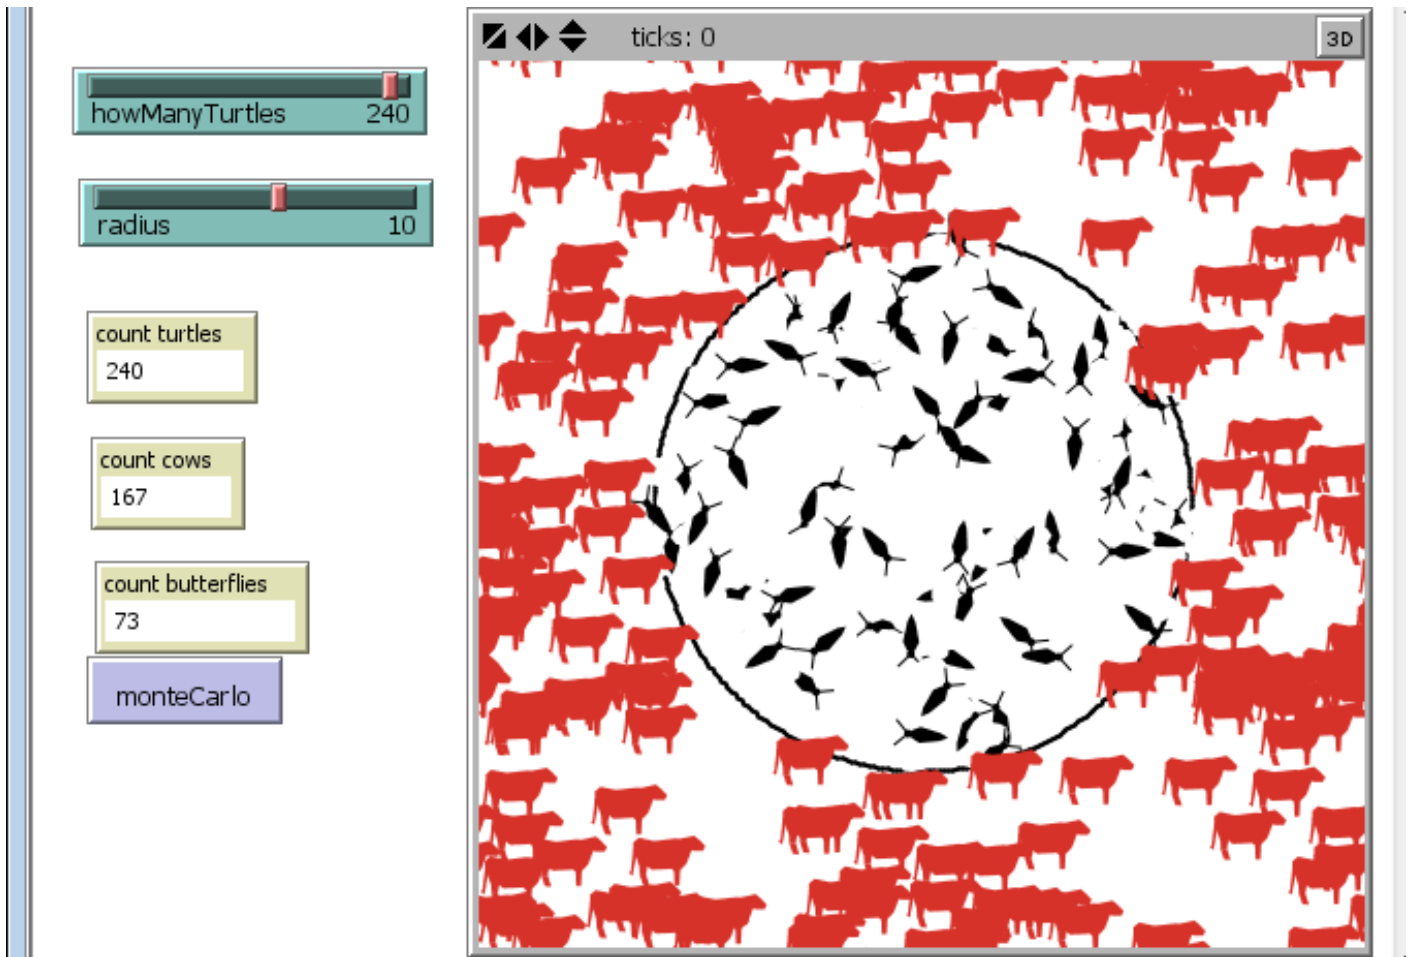 ticks: 0
3D
howManyTurtles 240
radius 10
count turtles
240
count cows
167
count butterflies
73
monteCarlo